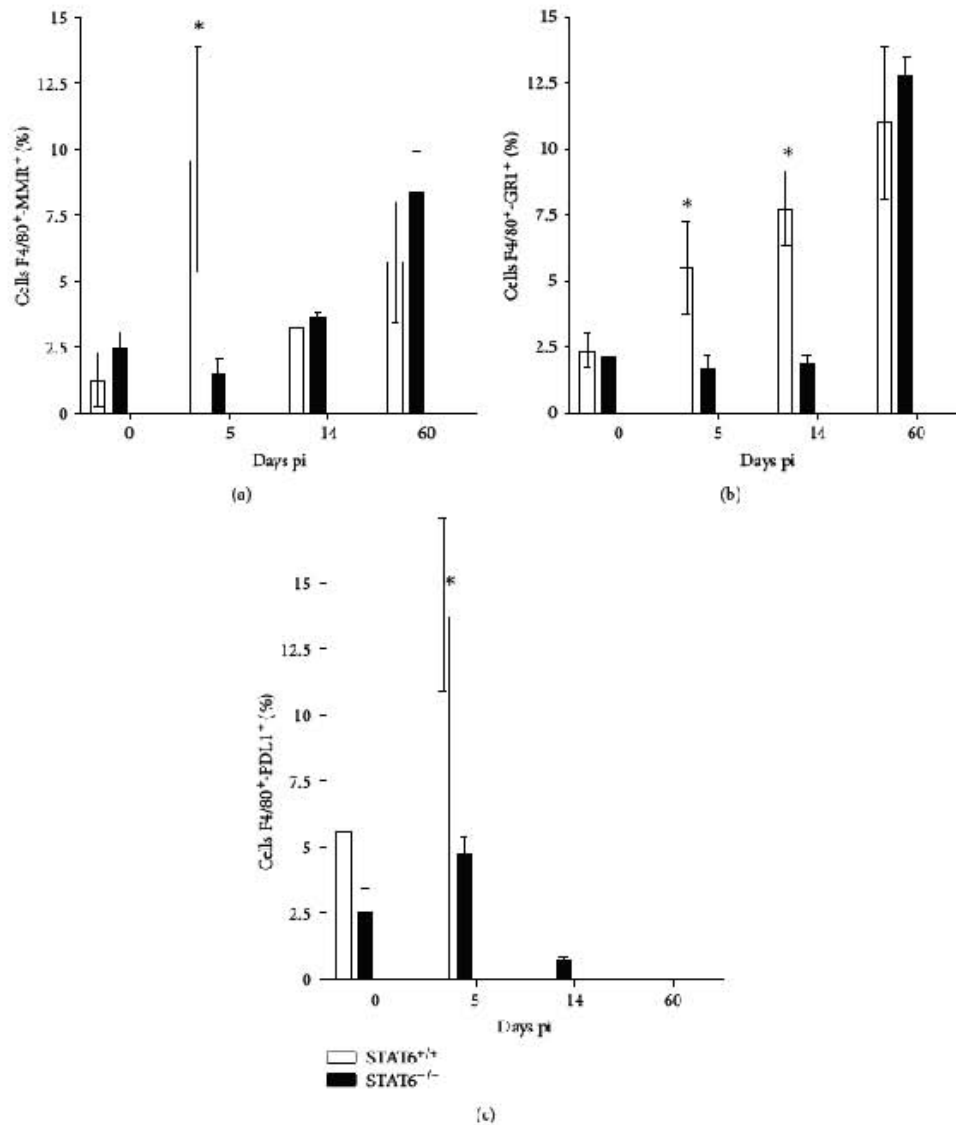 15
12.5
10
7.5
5
2.5
0
Cells F4/80⁺-MMR⁺ (%)
*
0 5 14 60
Days pi
(a)
15
12.5
10
7.5
5
2.5
0
Cells F4/80⁺-GR1⁺ (%)
*
*
0 5 14 60
Days pi
(b)
15
12.5
10
7.5
5
2.5
0
Cells F4/80⁺-PDL1⁺ (%)
*
0 5 14 60
Days pi
STAT6⁺/⁺
STAT6⁻/⁻
(c)